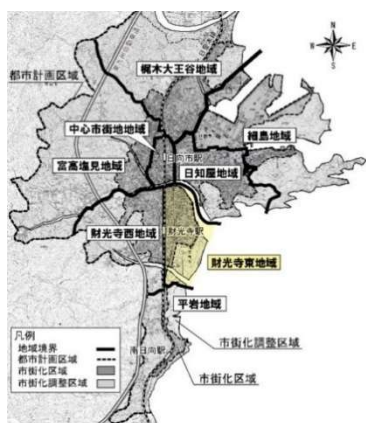 梶木大王谷地域
N
W E
S
都市計画区域
中心市街地地域
細島地域
日向市駅
富高塩見地域
日知屋地域
財光寺西地域
財光寺駅
財光寺東地域
平岩地域
凡例
地域境界
都市計画区域
市街化区域
市街化調整区域
南日向駅
市街化調整区域
市街化区域